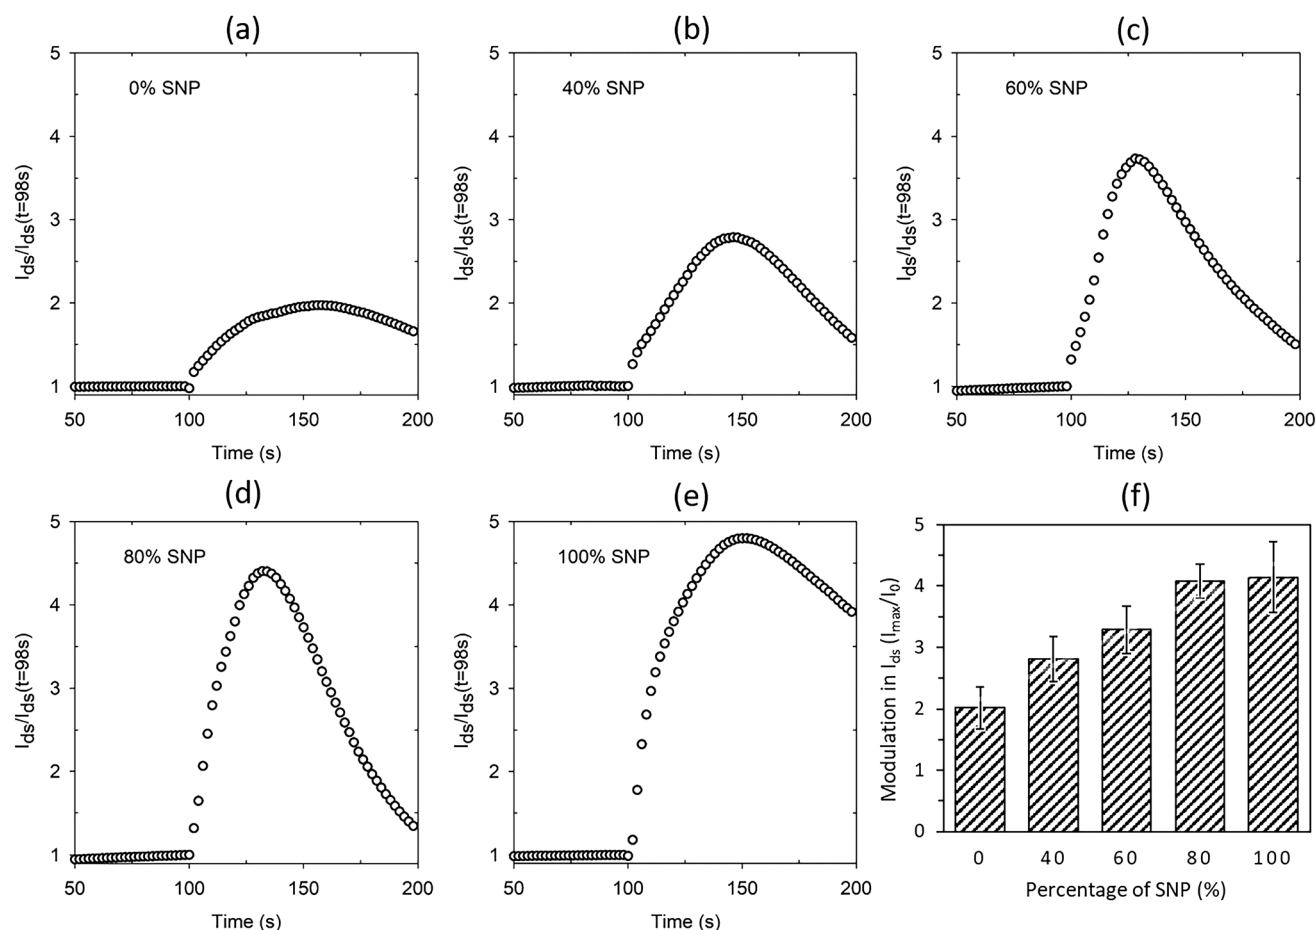 (a)
5
4
3
2
1
0% SNP
Ids/Ids(t=98s)
50 100 150 200
Time (s)
(b)
5
4
3
2
1
40% SNP
Ids/Ids(t=98s)
50 100 150 200
Time (s)
(c)
5
4
3
2
1
60% SNP
Ids/Ids(t=98s)
50 100 150 200
Time (s)
(d)
5
4
3
2
1
80% SNP
Ids/Ids(t=98s)
50 100 150 200
Time (s)
(e)
5
4
3
2
1
100% SNP
Ids/Ids(t=98s)
50 100 150 200
Time (s)
(f)
5
4
3
2
1
0
Modulation in Ids (Imax/I0)
0 40 60 80 100
Percentage of SNP (%)